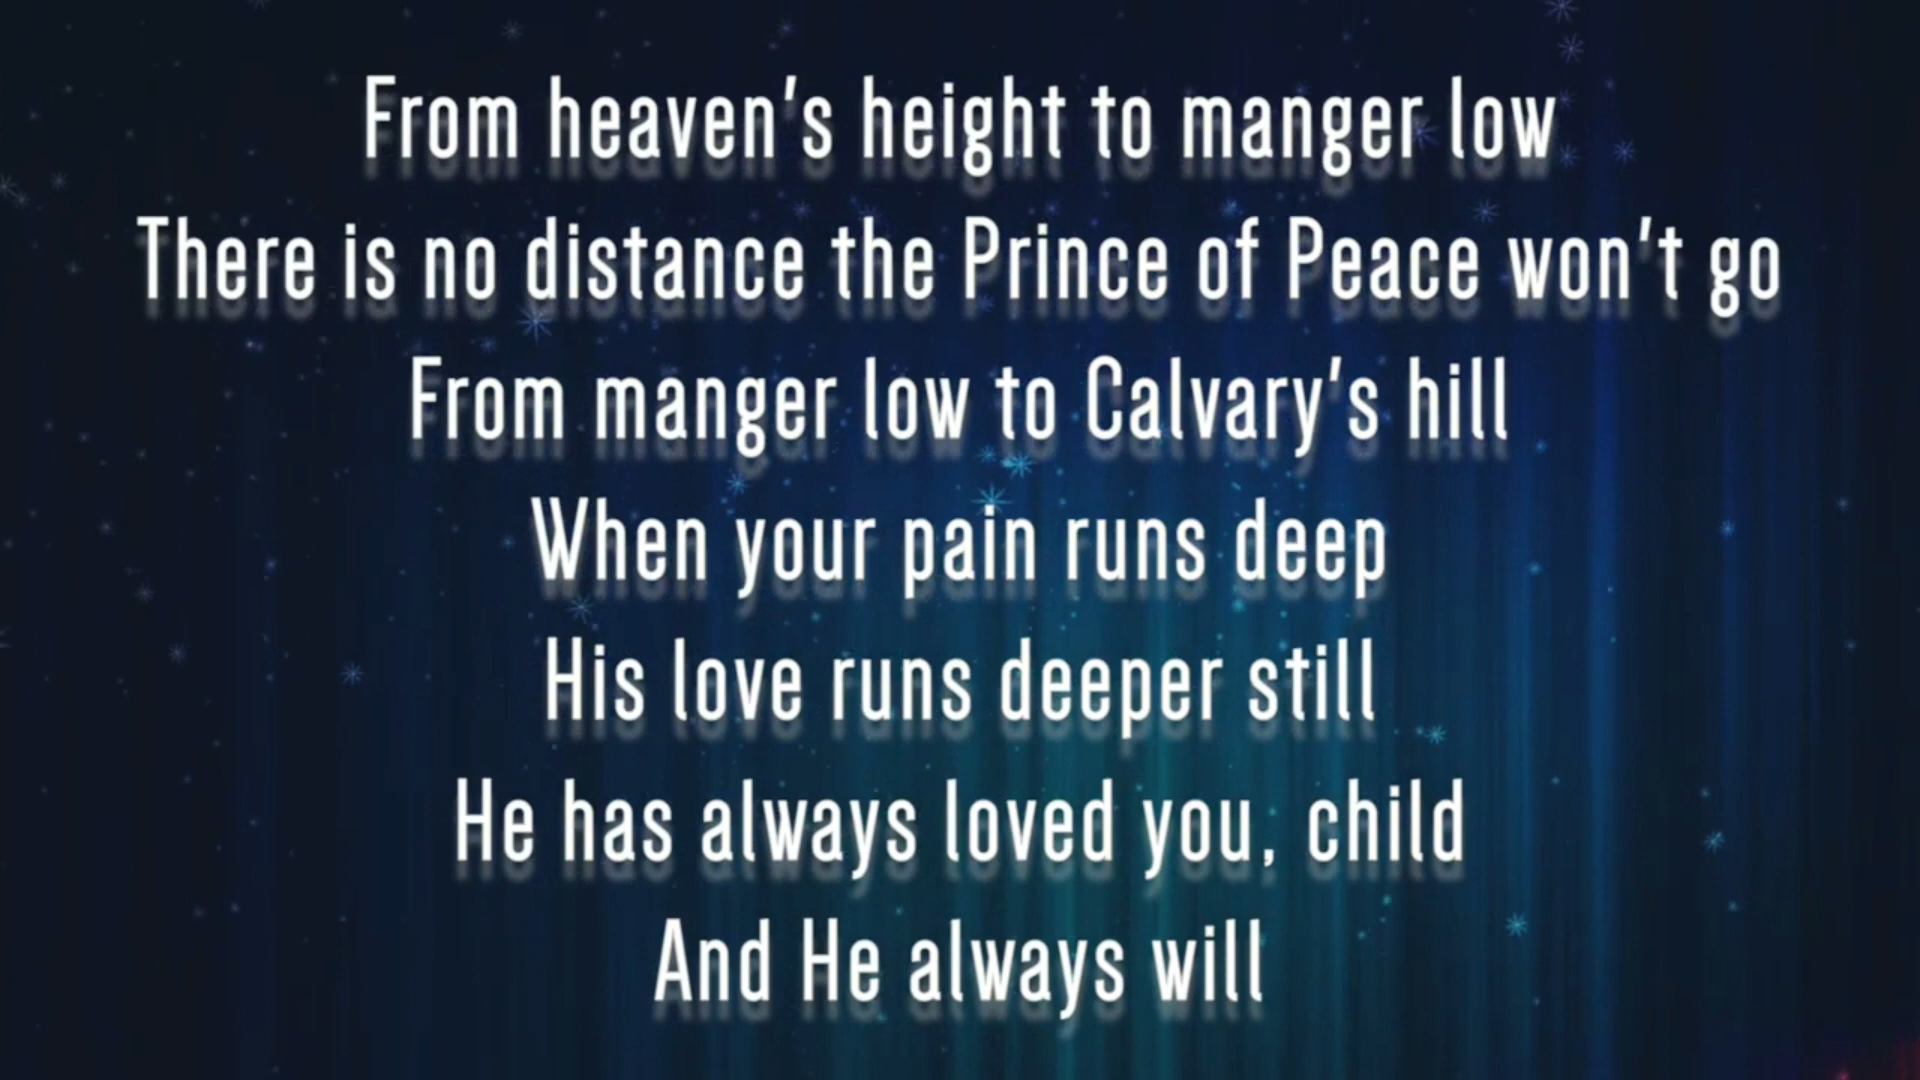 From heaven's height to manger low
There is no distance the Prince of Peace won't go
From manger low to Calvary's hill
When your pain runs deep
His love runs deeper still
He has always loved you, child
And He always will